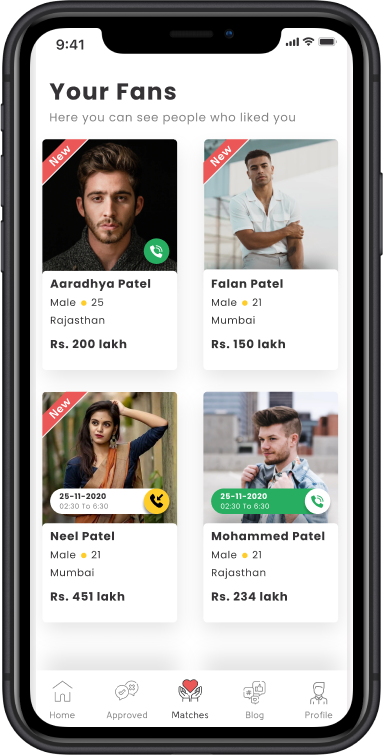 9:41
Your Fans
Here you can see people who liked you
New
New
Aaradhya Patel
Male 25
Rajasthan
Rs. 200 lakh
Falan Patel
Male 21
Mumbai
Rs. 150 lakh
New
25-11-2020
02:30 To 6:30
25-11-2020
02:30 To 6:30
Neel Patel
Male 21
Mumbai
Rs. 451 lakh
Mohammed Patel
Male 21
Rajasthan
Rs. 234 lakh
Home
Approved
Matches
Blog
Profile